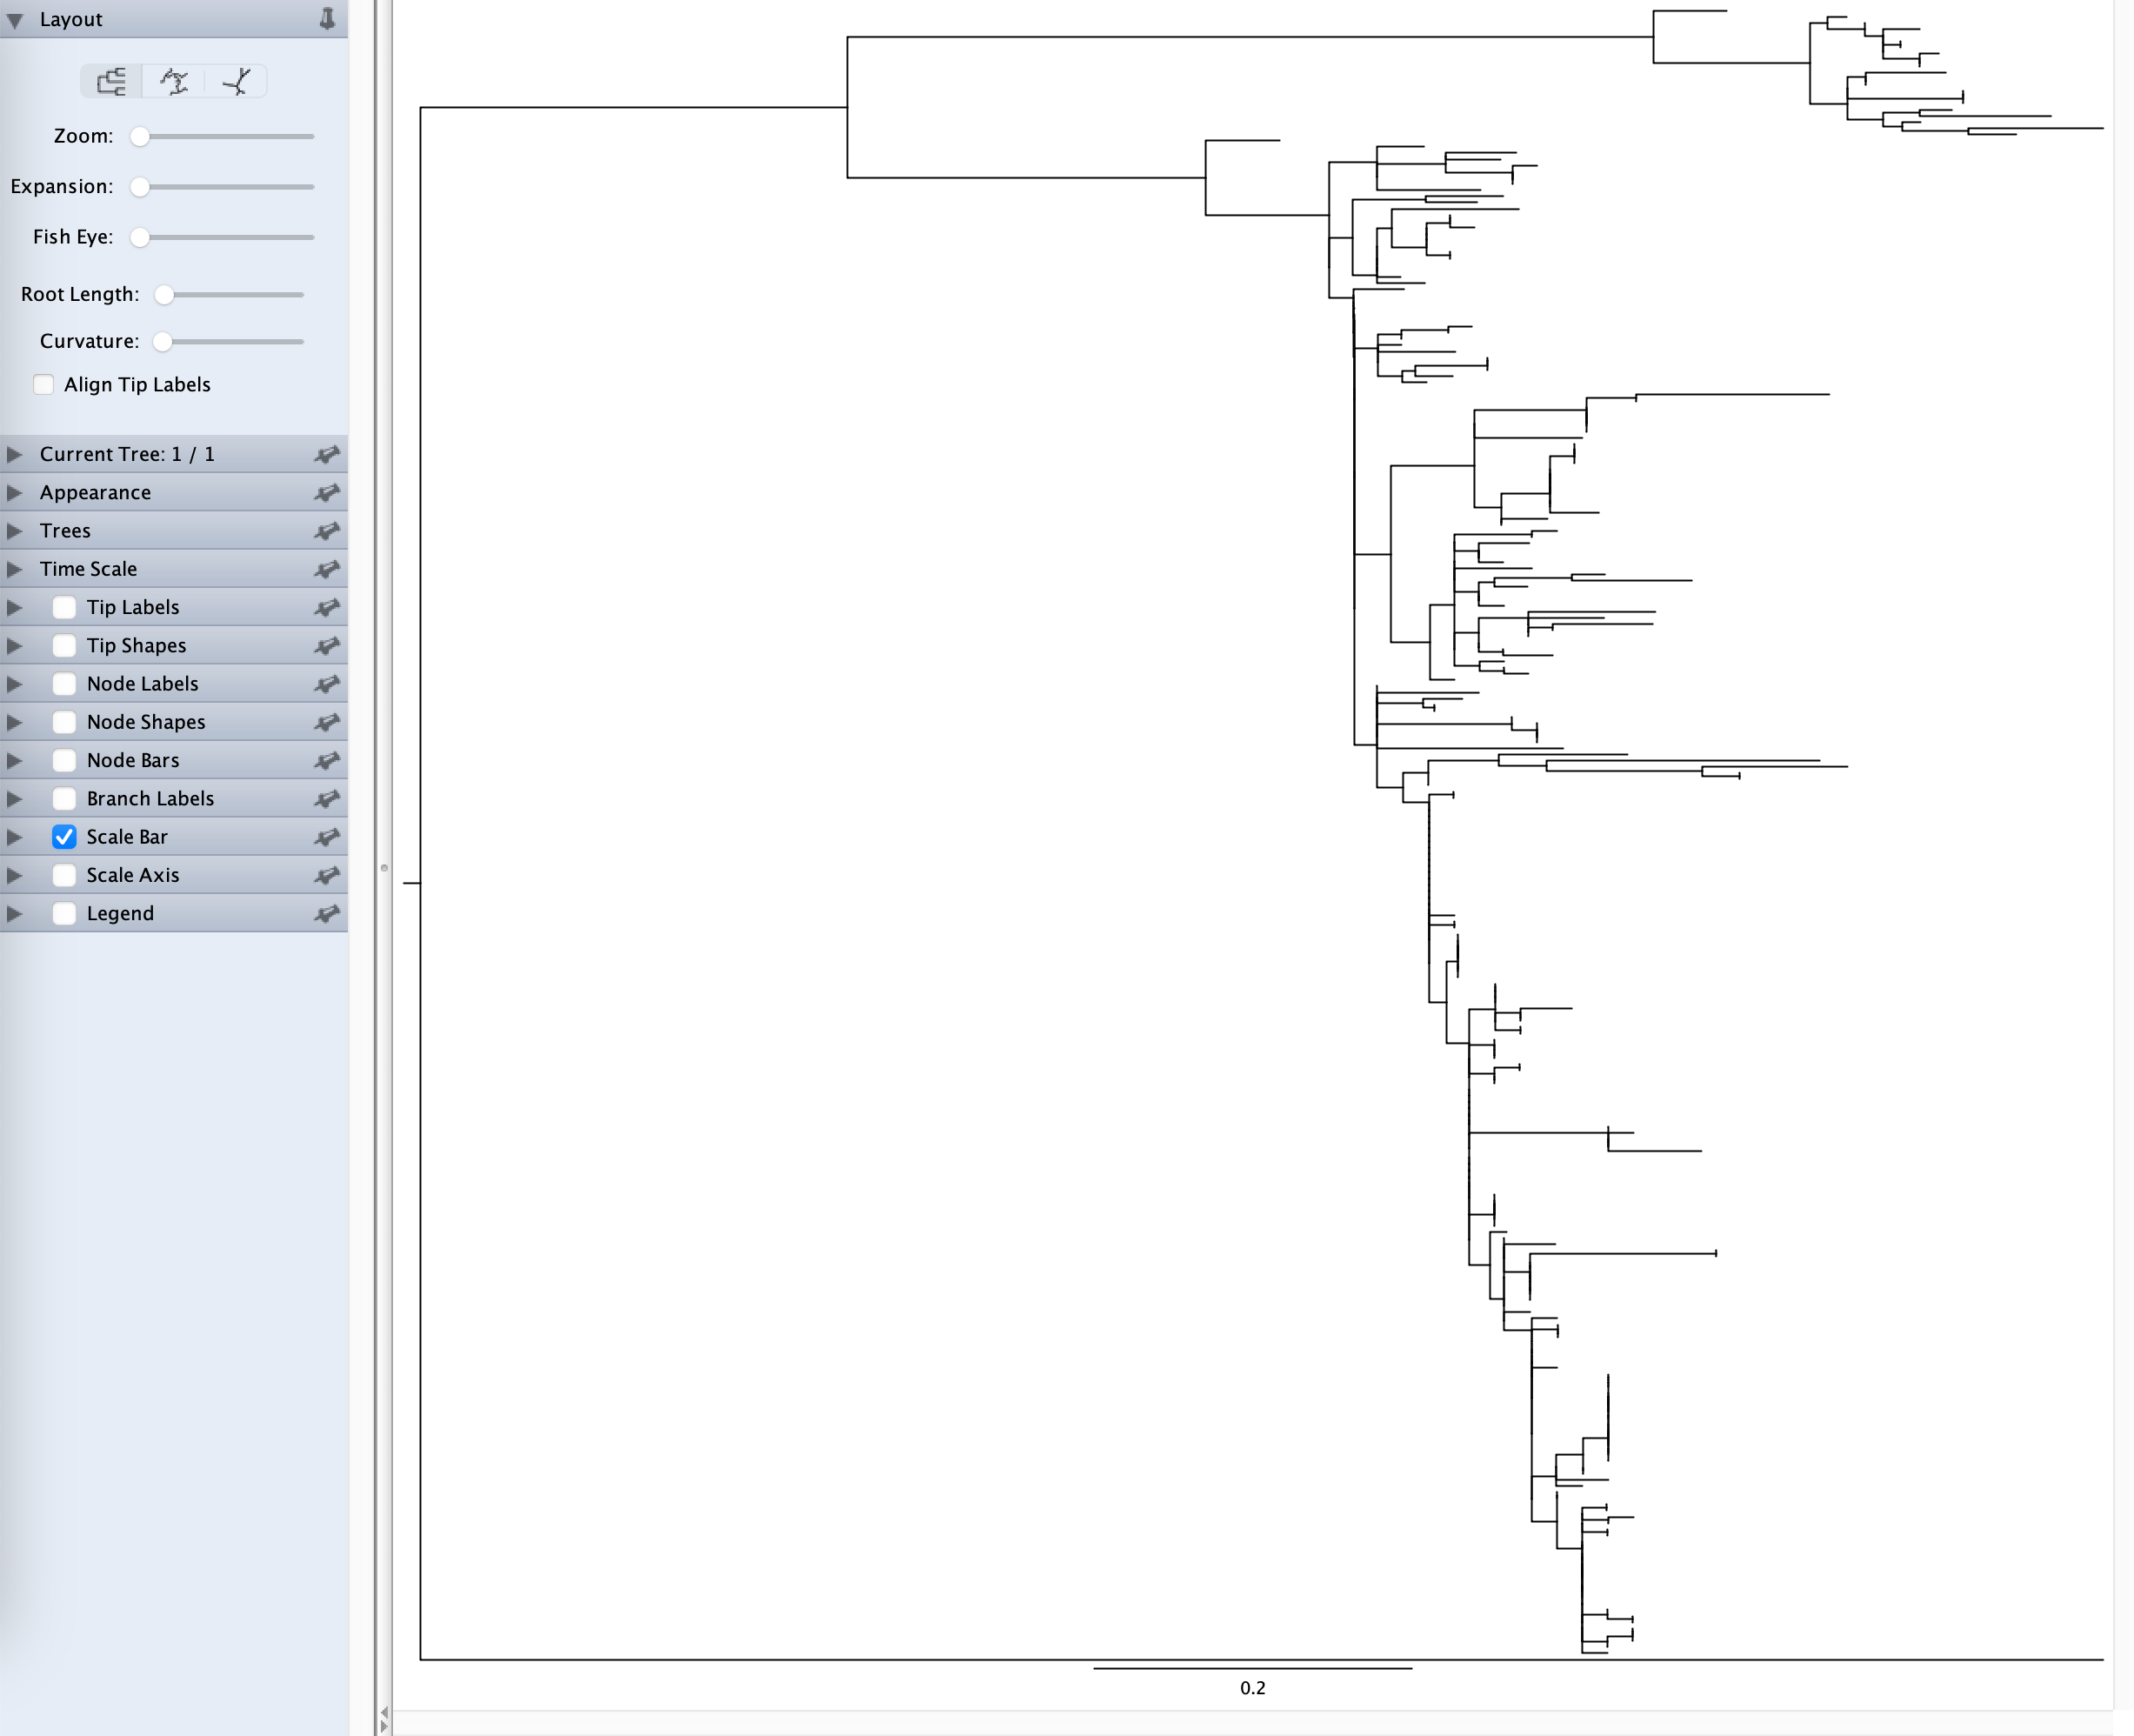 Layout
Zoom:
Expansion:
Fish Eye:
Root Length:
Curvature:
Align Tip Labels
Current Tree: 1 / 1
Appearance
Trees
Time Scale
Tip Labels
Tip Shapes
Node Labels
Node Shapes
Node Bars
Branch Labels
Scale Bar
Scale Axis
Legend
0.2